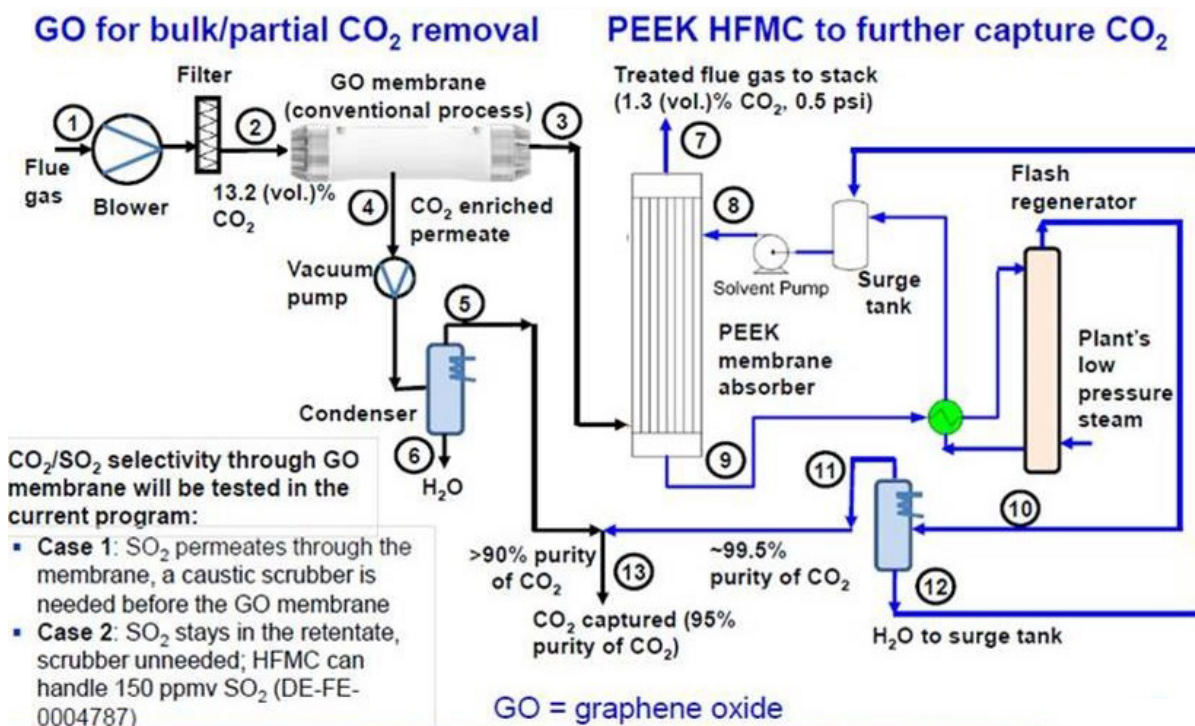 GO for bulk/partial CO₂ removal
PEEK HFMC to further capture CO₂
Filter
GO membrane
(conventional process)
Treated flue gas to stack
(1.3 (vol.)% CO₂, 0.5 psi)
1
2
3
7
Flue
gas
Blower
13.2 (vol.)%
CO₂
4
CO₂ enriched
permeate
8
Flash
regenerator
Vacuum
pump
Solvent Pump
Surge
tank
5
PEEK
membrane
absorber
Plant's
low
pressure
steam
Condenser
6
H₂O
9
11
10
CO₂/SO₂ selectivity through GO
membrane will be tested in the
current program:
▪ Case 1: SO₂ permeates through the
membrane, a caustic scrubber is
needed before the GO membrane
▪ Case 2: SO₂ stays in the retentate,
scrubber unneeded; HFMC can
handle 150 ppmv SO₂ (DE-FE-
0004787)
>90% purity
of CO₂
13
~99.5%
purity of CO₂
12
CO₂ captured (95%
purity of CO₂)
H₂O to surge tank
GO = graphene oxide